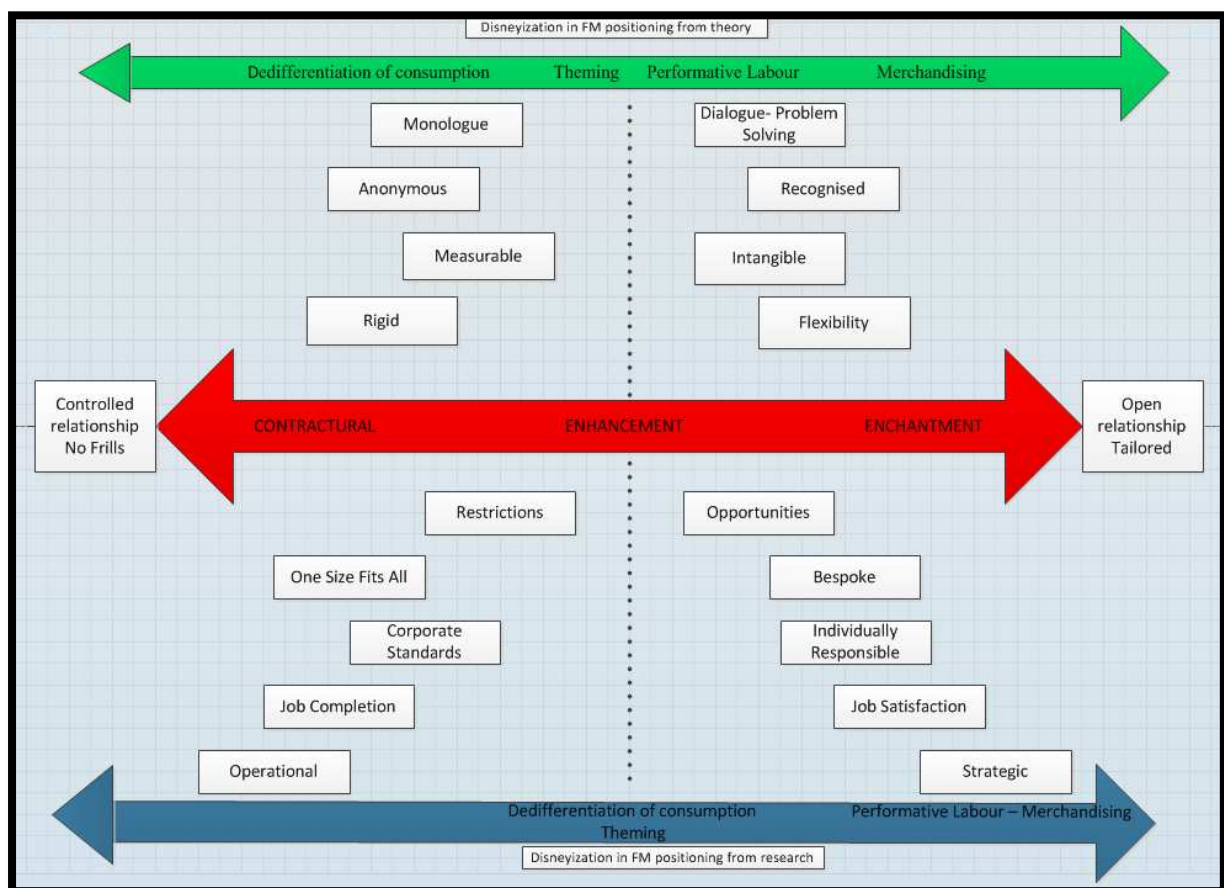 Disneyization in FM positioning from theory
Dedifferentiation of consumption Theming Performative Labour Merchandising
Monologue
Dialogue- Problem
Solving
Anonymous
Recognised
Measurable
Intangible
Rigid
Flexibility
Controlled
relationship
No Frills
CONTRACTURAL ENHANCEMENT ENCHANTMENT
Open
relationship
Tailored
Restrictions
Opportunities
One Size Fits All
Bespoke
Corporate
Standards
Individually
Responsible
Job Completion
Job Satisfaction
Operational
Strategic
Dedifferentiation of consumption Performative Labour – Merchandising
Theming
Disneyization in FM positioning from research